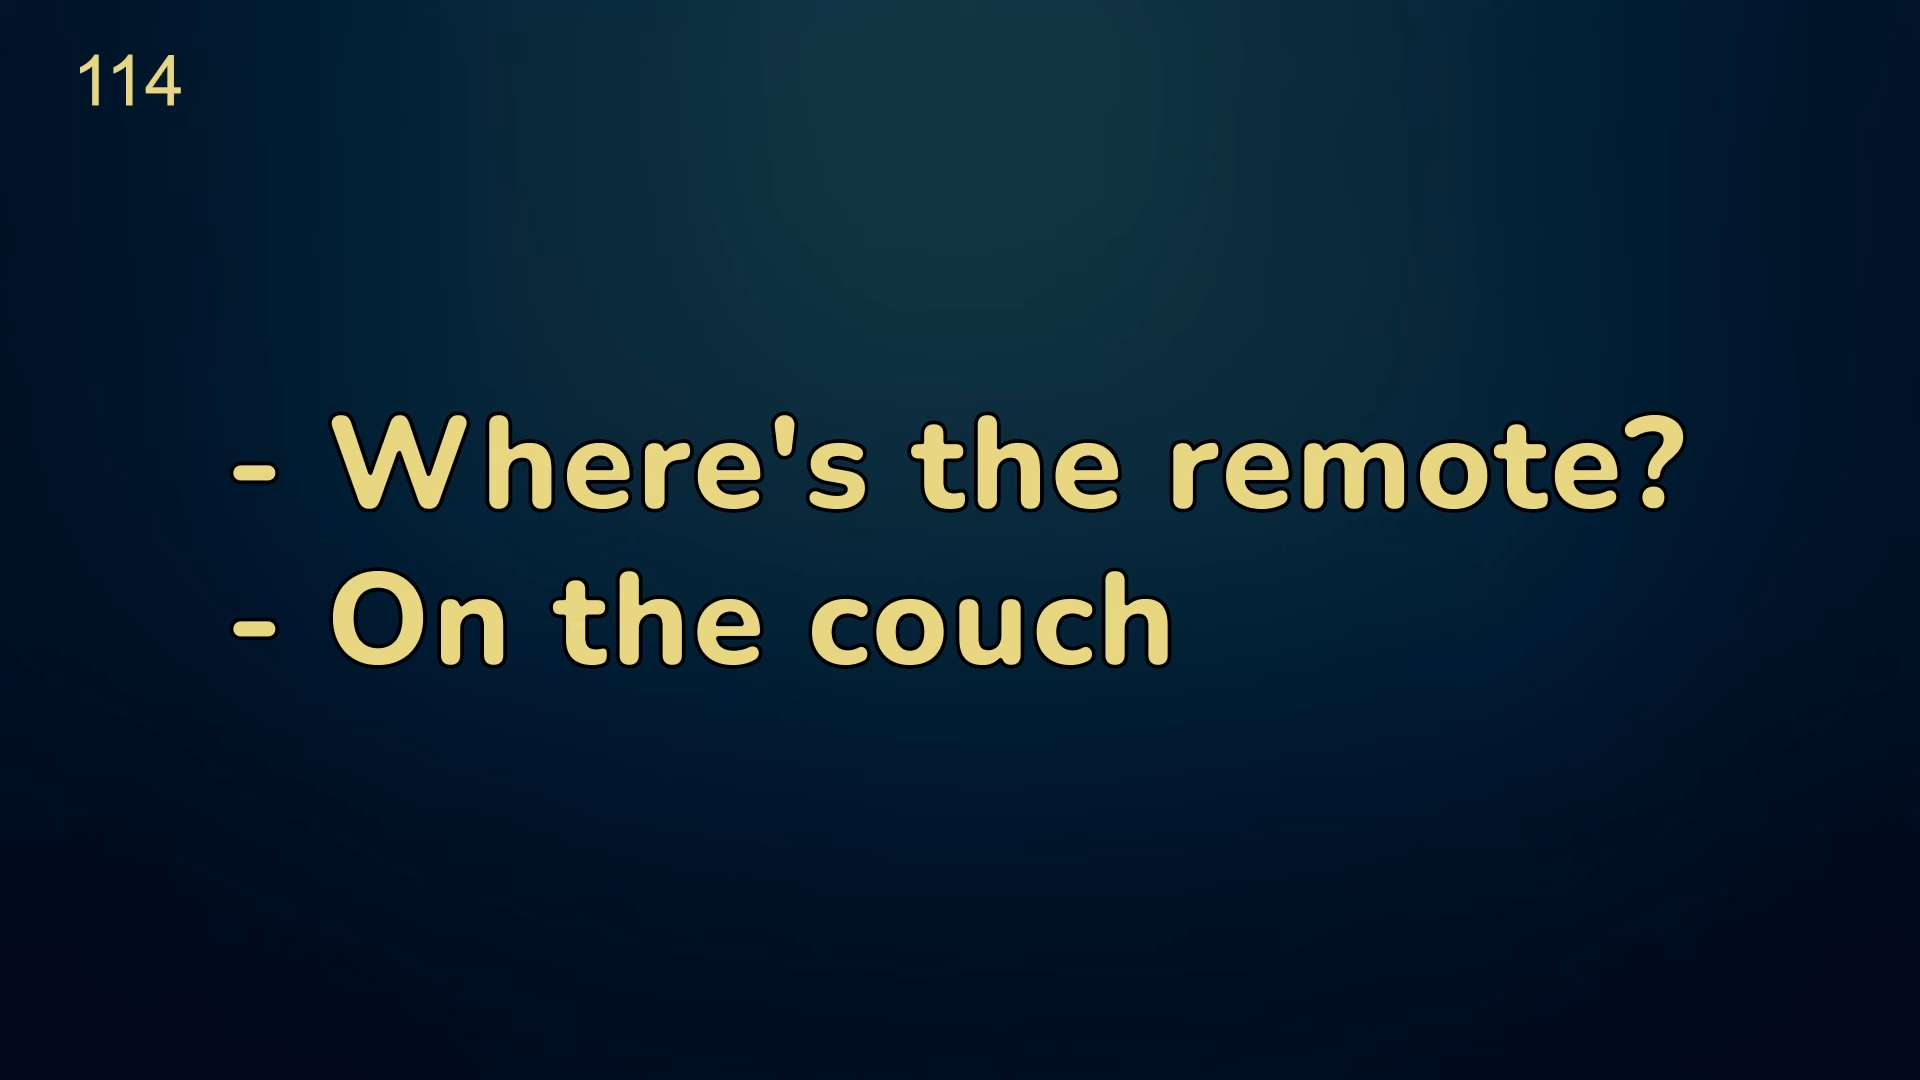 114
- Where's the remote?
- On the couch